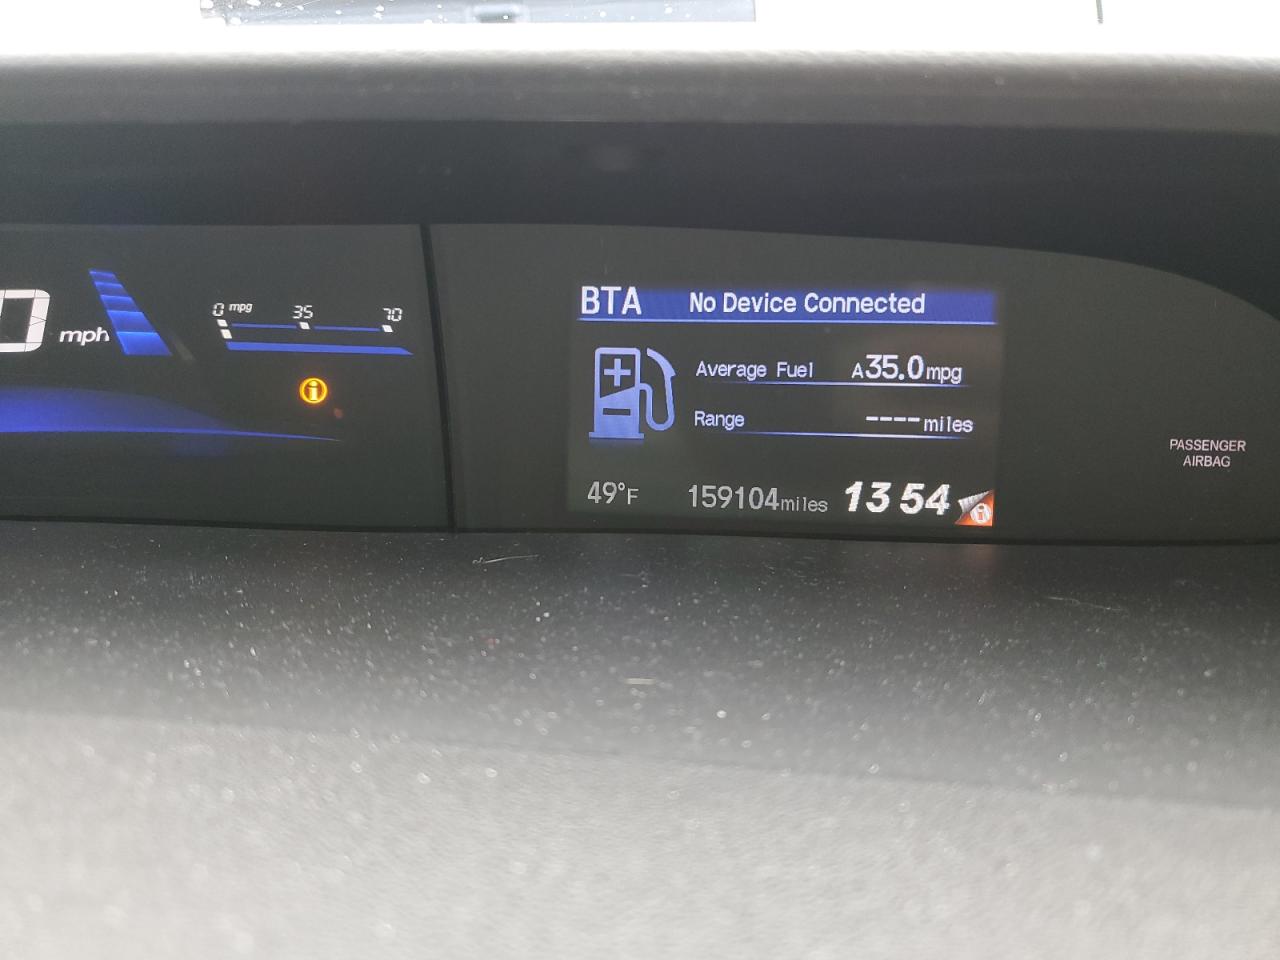 0 mph
0 mpg 35 70
BTA No Device Connected
Average Fuel A35.0mpg
Range ----miles
49°F 159104miles 13 54
PASSENGER
AIRBAG